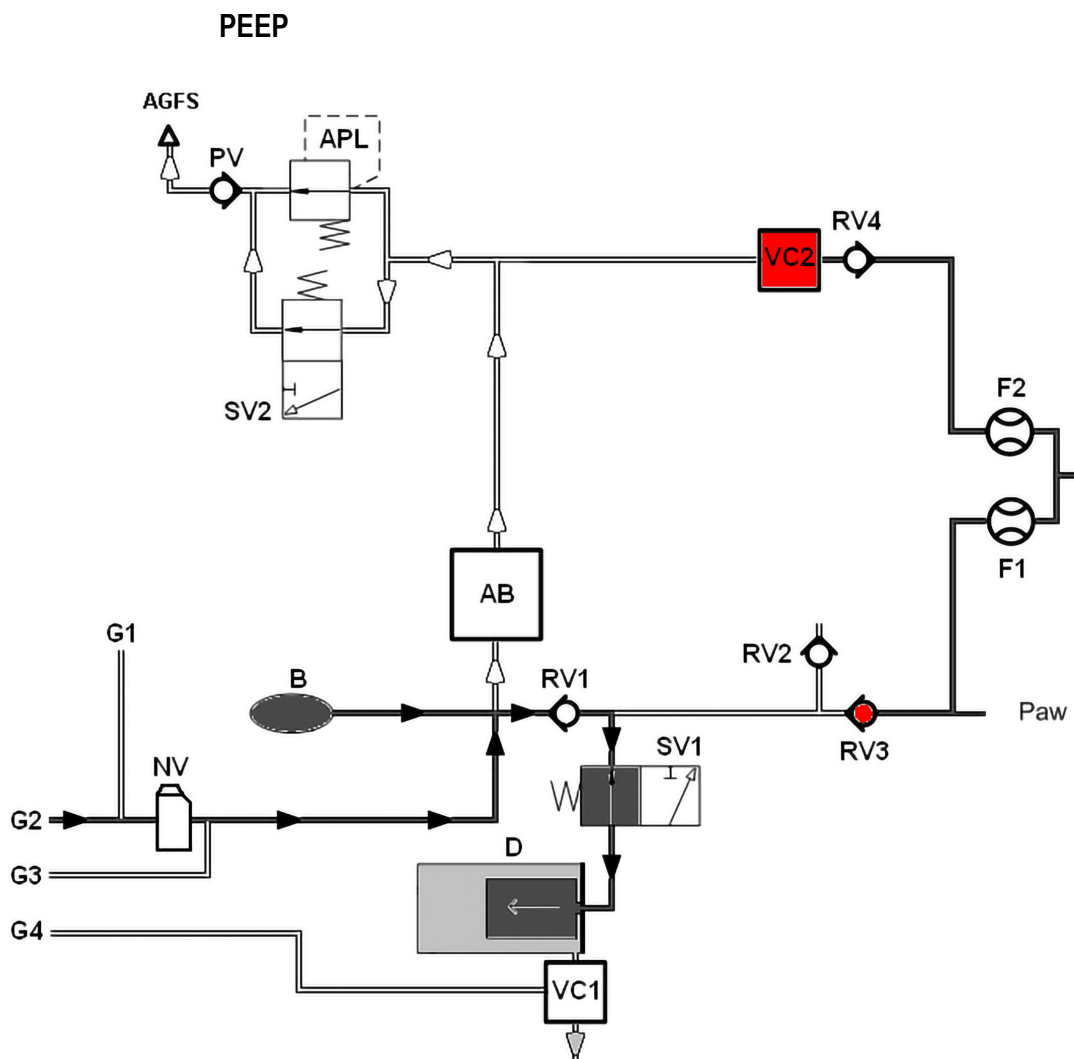 PEEP
AGFS
PV
APL
RV4
VC2
SV2
F2
F1
AB
G1
B
RV1
RV2
RV3
Paw
SV1
NV
G2
D
G3
G4
VC1